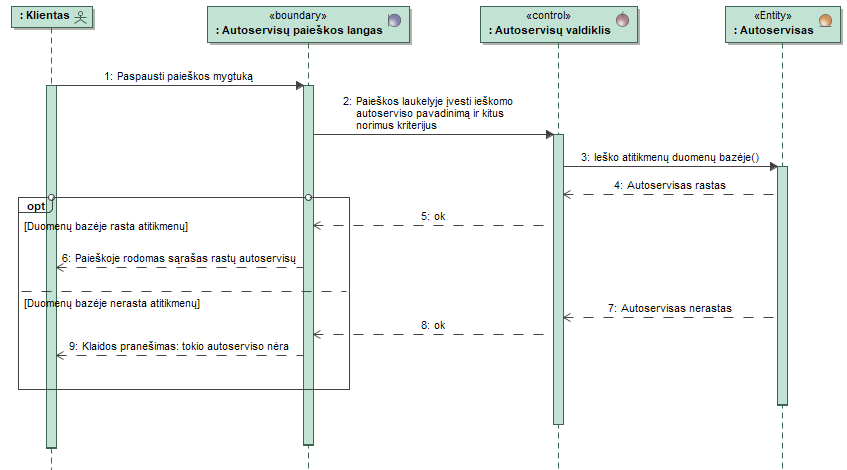 : Klientas
«boundary»
: Autoservisų paieškos langas
«control»
: Autoservisų valdiklis
«Entity»
: Autoservisas
1: Paspausti paieškos mygtuką
2: Paieškos laukelyje įvesti ieškomo
autoserviso pavadinimą ir kitus
norimus kriterijus
3: Ieško atitikmenų duomenų bazėje()
4: Autoservisas rastas
opt
5: ok
[Duomenų bazėje rasta atitikmenų]
6: Paieškoje rodomas sąrašas rastų autoservisų
[Duomenų bazėje nerasta atitikmenų]
7: Autoservisas nerastas
8: ok
9: Klaidos pranešimas: tokio autoserviso nėra